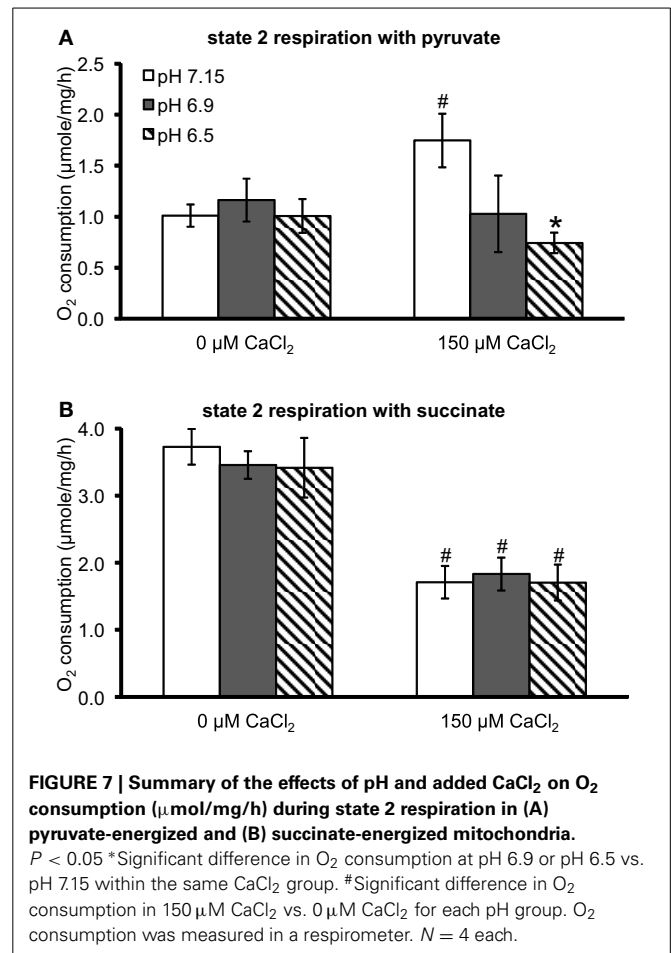 A
state 2 respiration with pyruvate
O₂ consumption (µmole/mg/h)
2.5
2.0
1.5
1.0
0.5
0.0
pH 7.15
pH 6.9
pH 6.5
#
*
0 µM CaCl₂
150 µM CaCl₂
B
state 2 respiration with succinate
O₂ consumption (µmole/mg/h)
4.0
3.0
2.0
1.0
0.0
# # #
0 µM CaCl₂
150 µM CaCl₂
FIGURE 7 | Summary of the effects of pH and added CaCl₂ on O₂
consumption (µmol/mg/h) during state 2 respiration in (A)
pyruvate-energized and (B) succinate-energized mitochondria.
P < 0.05 *Significant difference in O₂ consumption at pH 6.9 or pH 6.5 vs.
pH 7.15 within the same CaCl₂ group. #Significant difference in O₂
consumption in 150 µM CaCl₂ vs. 0 µM CaCl₂ for each pH group. O₂
consumption was measured in a respirometer. N = 4 each.